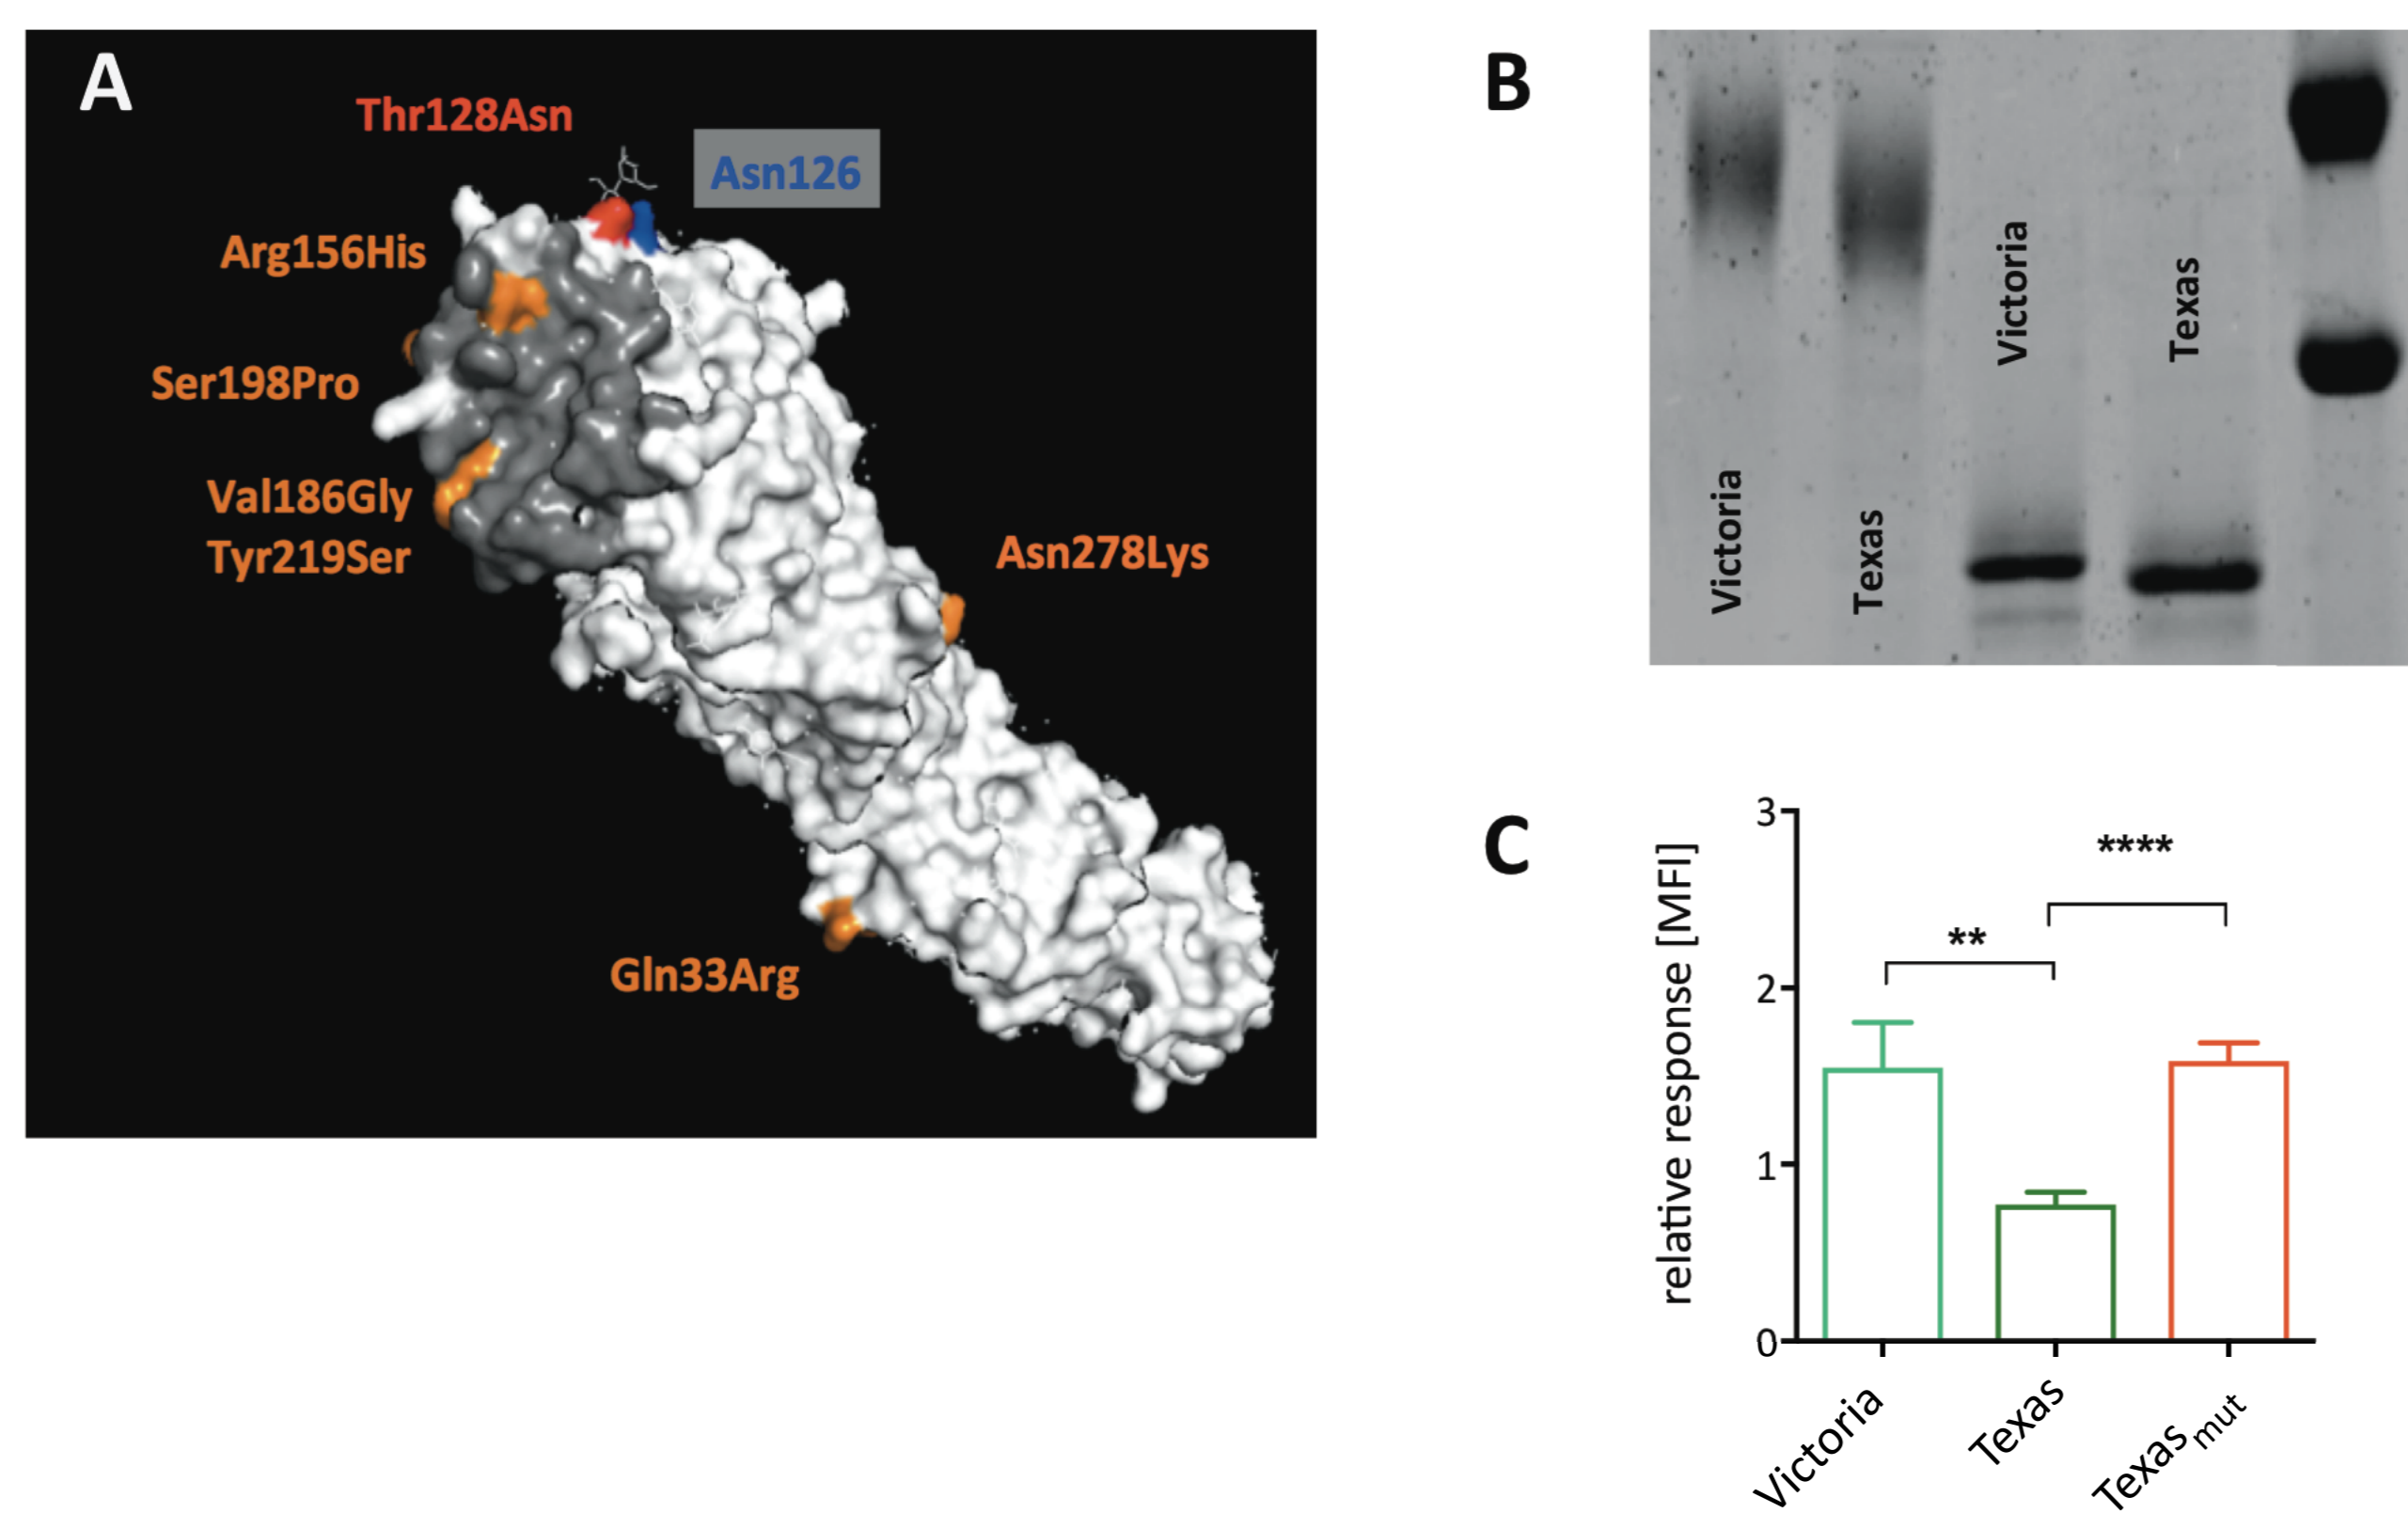 A
Thr128Asn
Asn126
Arg156His
Ser198Pro
Val186Gly
Tyr219Ser
Asn278Lys
Gln33Arg
B
Victoria
Texas
Victoria
Texas
C
relative response [MFI]
3
2
1
0
**
****
Victoria
Texas
Texas mut